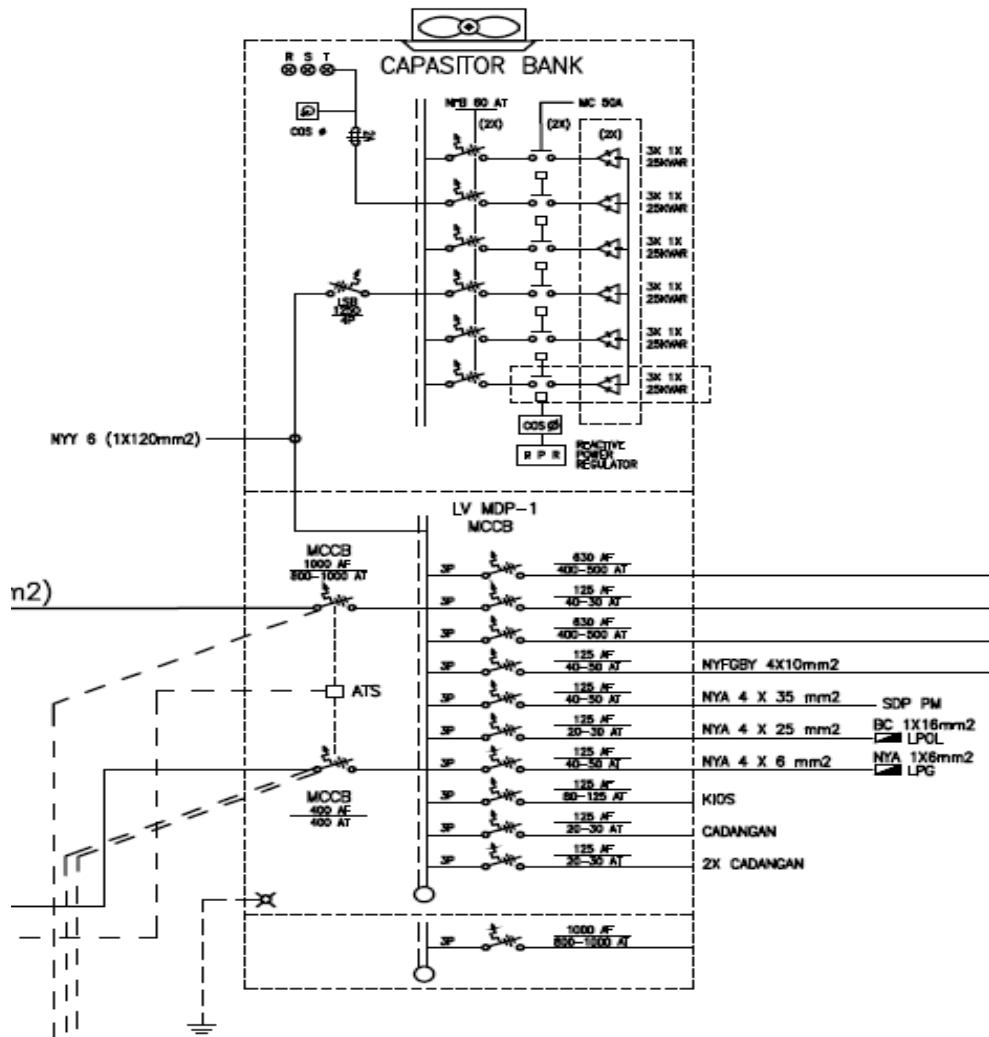 CAPASITOR BANK
R S T
COS ø
NFB 60 AT
(2X)
MC 50A
(2X)
(2X)
3X 1X
25KVAR
3X 1X
25KVAR
3X 1X
25KVAR
3X 1X
25KVAR
3X 1X
25KVAR
3X 1X
25KVAR
LSB
1250
4P
COS Ø
R P R
REACTIVE
POWER
REGULATOR
NYY 6 (1X120mm2)
LV MDP-1
MCCB
MCCB
1000 AF
800-1000 AT
m2)
ATS
MCCB
400 AF
400 AT
3P
630 AF
400-500 AT
3P
125 AF
40-30 AT
3P
630 AF
400-500 AT
3P
125 AF
40-50 AT
NYFGBY 4X10mm2
3P
125 AF
40-50 AT
NYA 4 X 35 mm2
SDP PM
3P
125 AF
20-30 AT
NYA 4 X 25 mm2
BC 1X16mm2
LPOL
3P
125 AF
40-50 AT
NYA 4 X 6 mm2
NYA 1X6mm2
LPG
3P
125 AF
80-125 AT
KIOS
3P
125 AF
20-30 AT
CADANGAN
3P
125 AF
20-30 AT
2X CADANGAN
3P
1000 AF
800-1000 AT